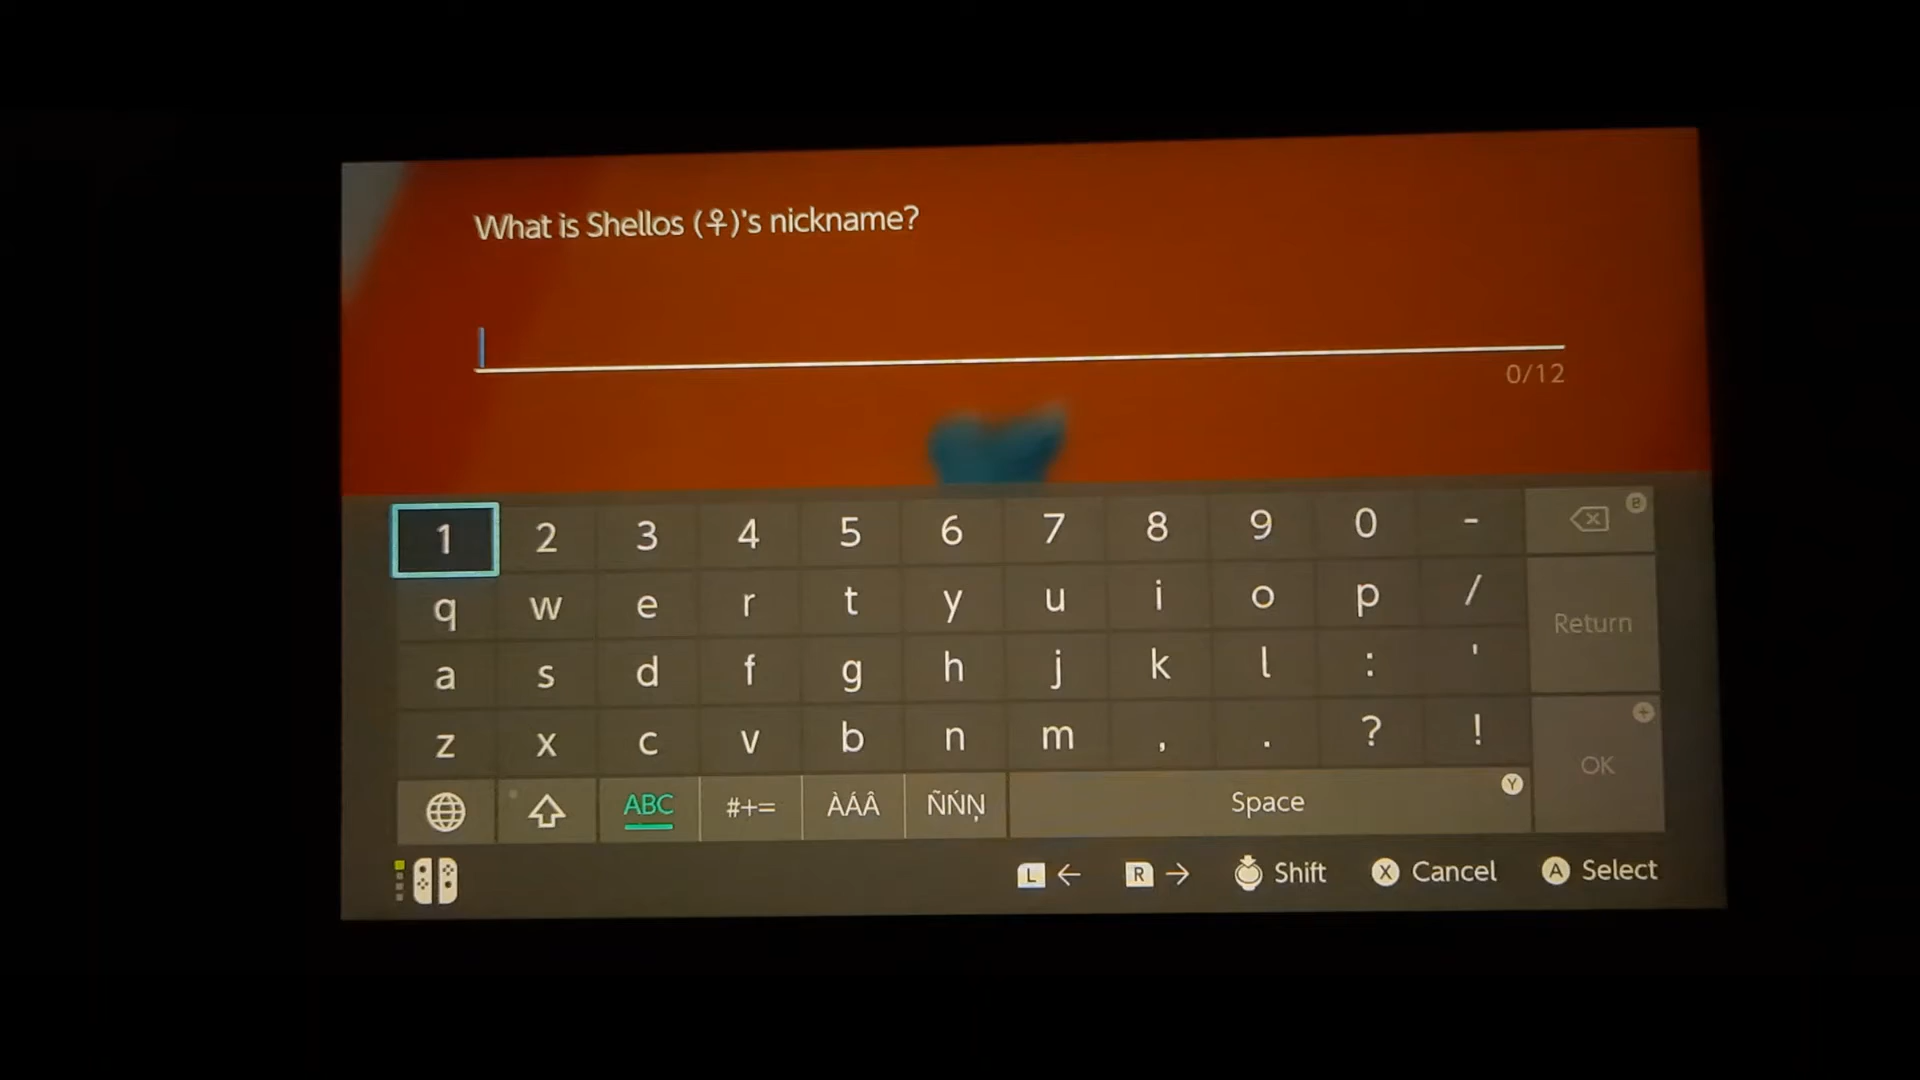 What is Shellos (♀)'s nickname?
0/12
1 2 3 4 5 6 7 8 9 0 -
q w e r t y u i o p /
Return
a s d f g h j k l : '
z x c v b n m , . ? !
OK
ABC #+= ÀÁÂ ÑŃŅ Space Y
L ← R → Shift X Cancel A Select